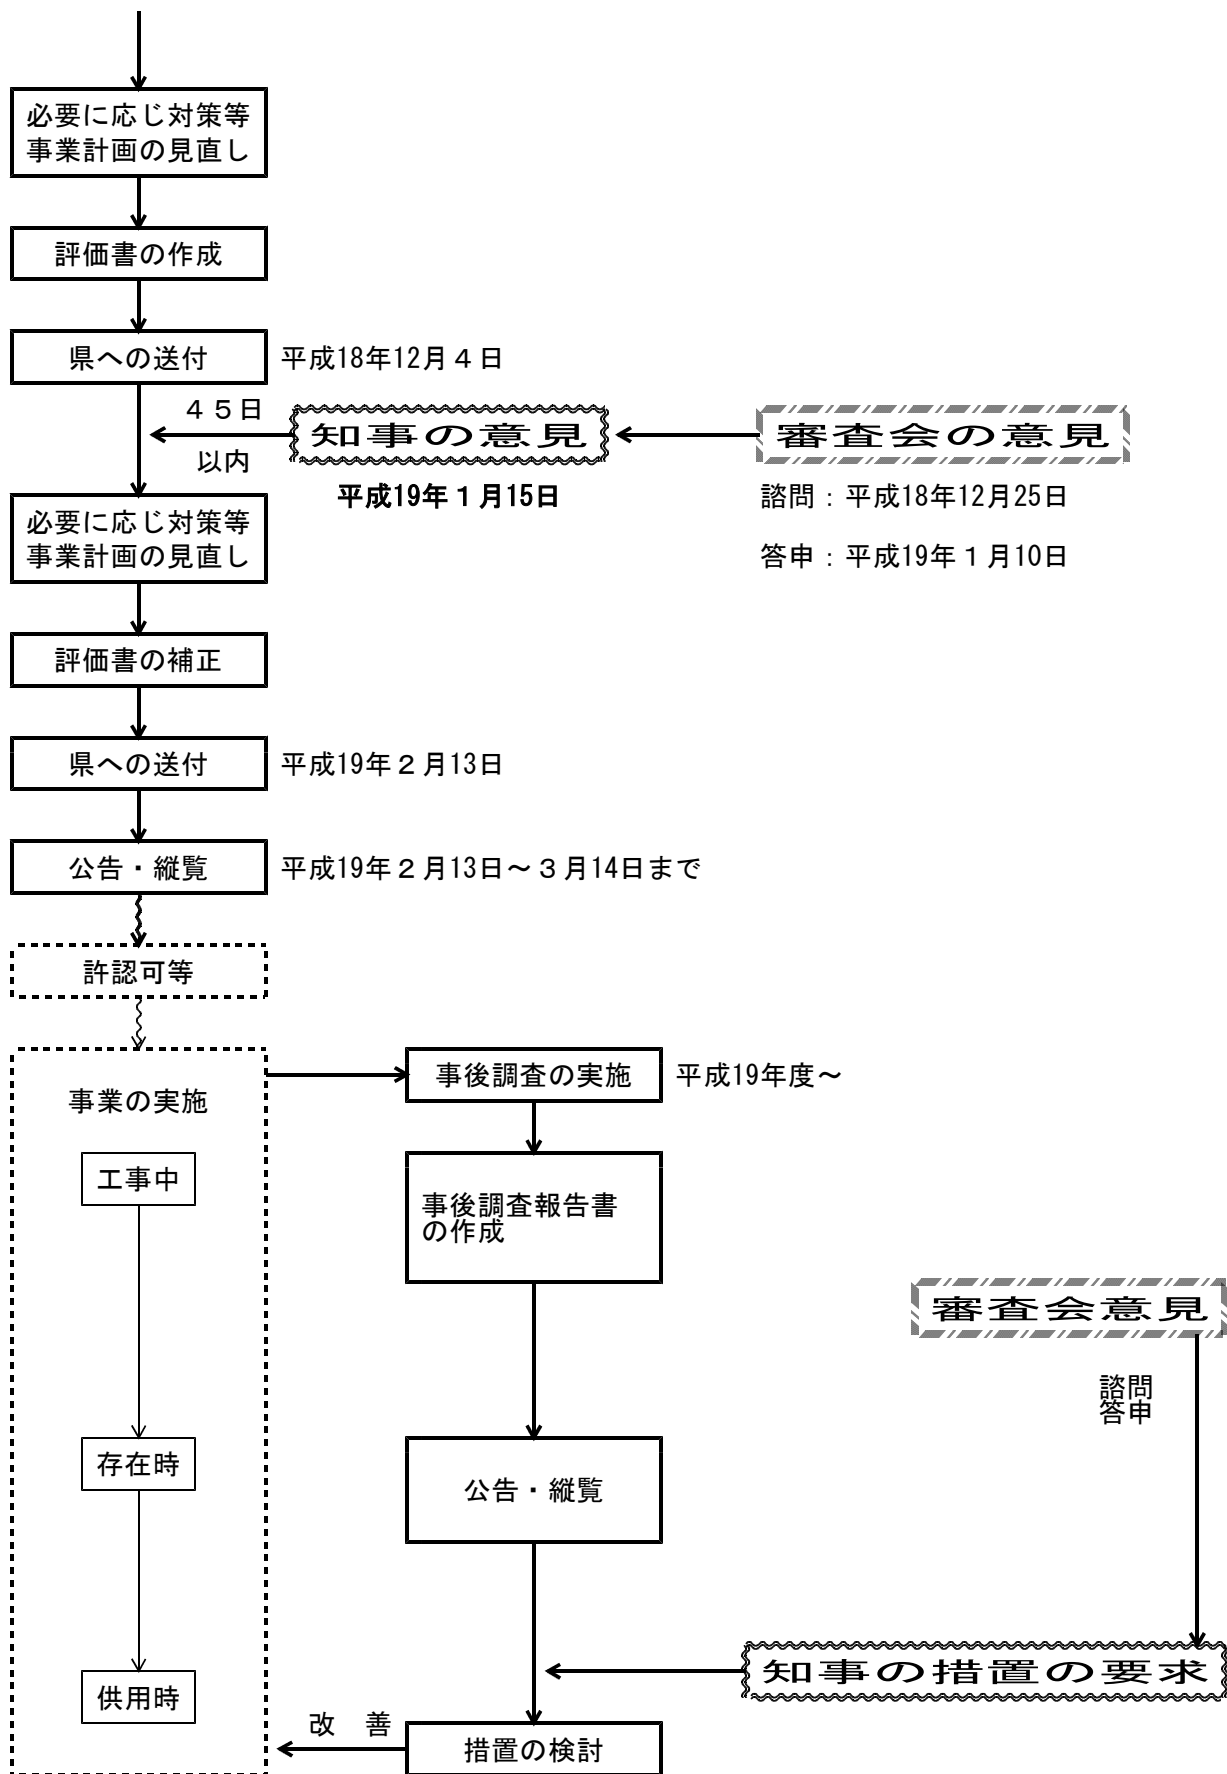 必要に応じ対策等
事業計画の見直し
評価書の作成
県への送付
平成18年12月４日
４５日
以内
知事の意見
審査会の意見
平成19年１月15日
諮問：平成18年12月25日
答申：平成19年１月10日
必要に応じ対策等
事業計画の見直し
評価書の補正
県への送付
平成19年２月13日
公告・縦覧
平成19年２月13日～３月14日まで
許認可等
事業の実施
事後調査の実施
平成19年度～
工事中
事後調査報告書
の作成
審査会意見
諮問
答申
存在時
公告・縦覧
知事の措置の要求
供用時
改　善
措置の検討